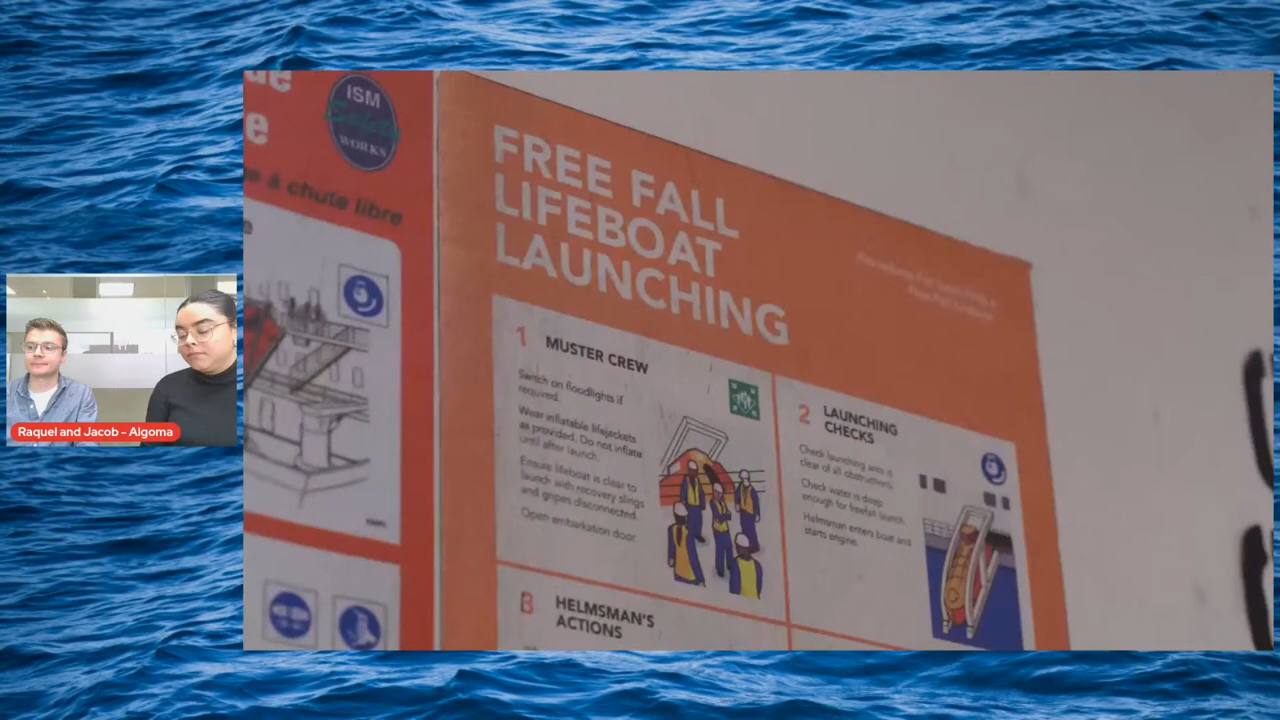 Raquel and Jacob - Algoma
ue
e
ISM
Safety
WORKS
e à chute libre
FREE FALL
LIFEBOAT
LAUNCHING
1 MUSTER CREW
Switch on floodlights if
required.
Wear inflatable lifejackets
as provided. Do not inflate
until after launch.
Ensure lifeboat is clear to
launch with recovery slings
and gripes disconnected.
Open embarkation door.
2 LAUNCHING
CHECKS
Check launching area is
clear of all obstructions.
Check water is deep
enough for freefall launch.
Helmsman enters boat and
starts engine.
3 HELMSMAN'S
ACTIONS